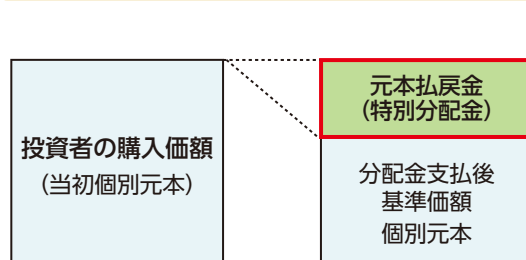 投資者の購入価額
（当初個別元本）
元本払戻金
（特別分配金）
分配金支払後
基準価額
個別元本